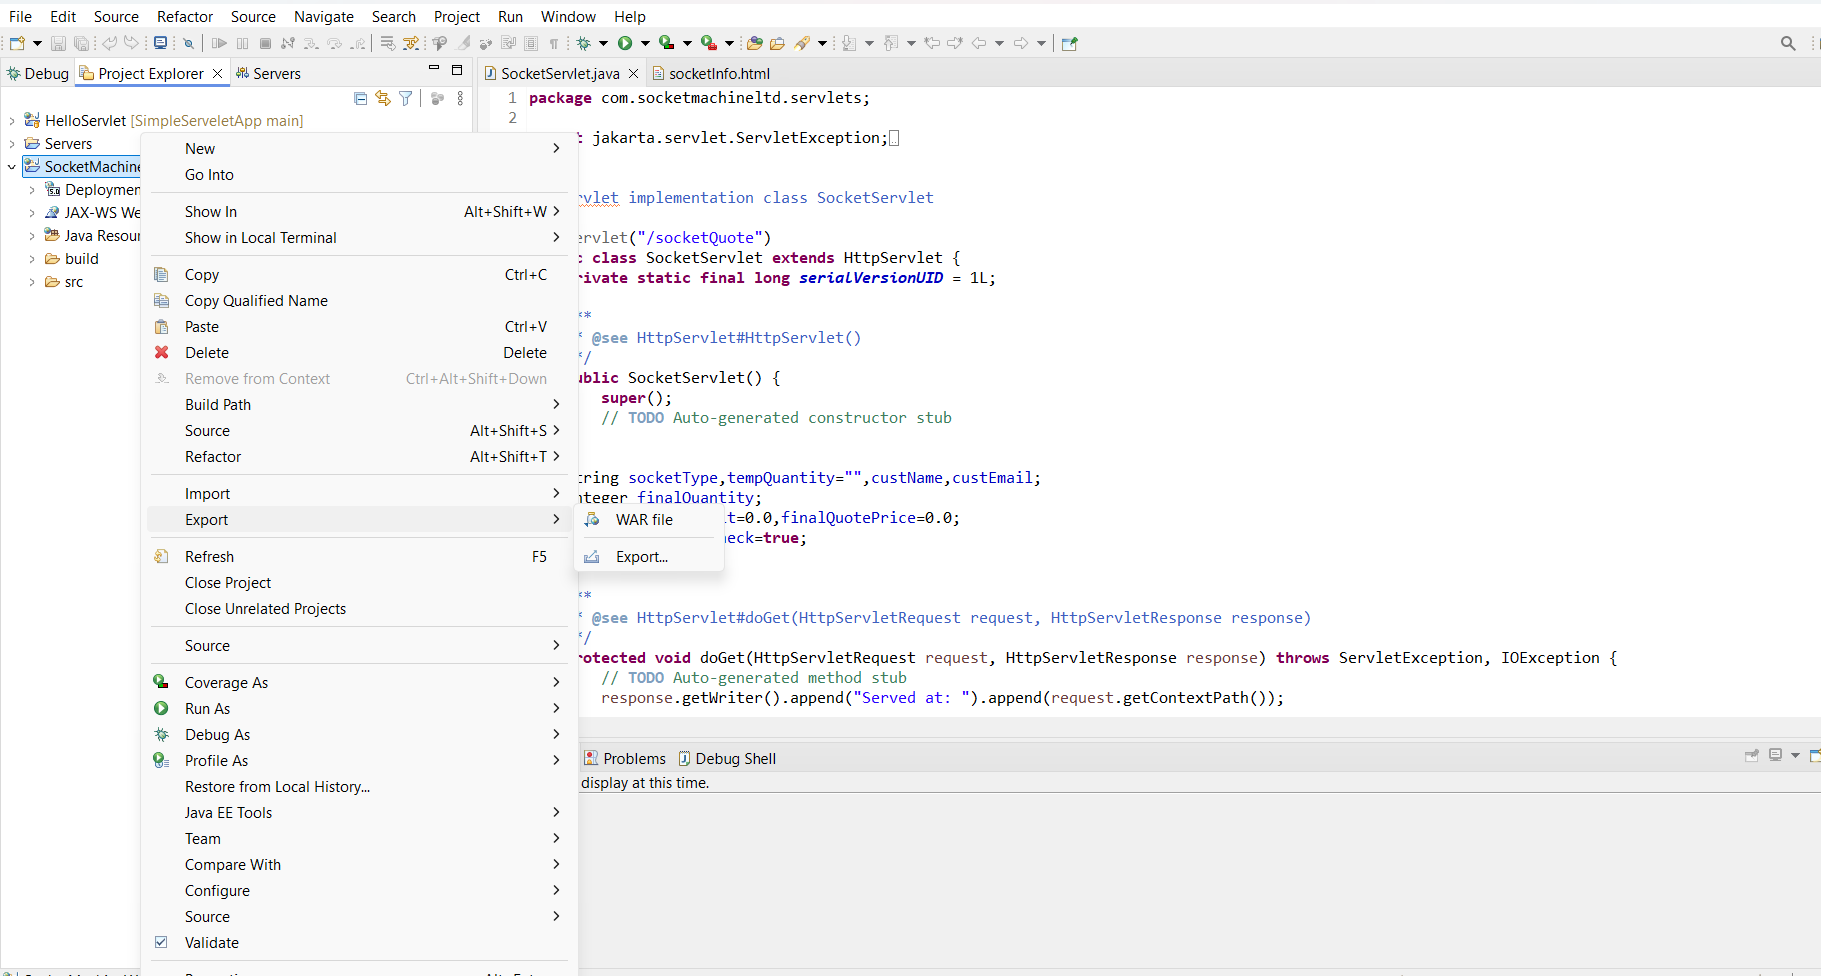 File Edit Source Refactor Source Navigate Search Project Run Window Help
Debug Project Explorer Servers
SocketServlet.java socketInfo.html
HelloServlet [SimpleServeletApp main]
Servers
SocketMachine
Deploymen
JAX-WS We
Java Resour
build
src
New
Go Into
Show In Alt+Shift+W
Show in Local Terminal
Copy Ctrl+C
Copy Qualified Name
Paste Ctrl+V
Delete Delete
Remove from Context Ctrl+Alt+Shift+Down
Build Path
Source Alt+Shift+S
Refactor Alt+Shift+T
Import
Export
Refresh F5
Close Project
Close Unrelated Projects
Source
Coverage As
Run As
Debug As
Profile As
Restore from Local History...
Java EE Tools
Team
Compare With
Configure
Source
Validate
WAR file
Export...
1 package com.socketmachineltd.servlets;
2
t jakarta.servlet.ServletException;
rvlet implementation class SocketServlet
ervlet("/socketQuote")
c class SocketServlet extends HttpServlet {
rivate static final long serialVersionUID = 1L;
**
* @see HttpServlet#HttpServlet()
*/
ublic SocketServlet() {
super();
// TODO Auto-generated constructor stub
tring socketType,tempQuantity="",custName,custEmail;
nteger finalQuantity;
t=0.0,finalQuotePrice=0.0;
eck=true;
**
* @see HttpServlet#doGet(HttpServletRequest request, HttpServletResponse response)
*/
rotected void doGet(HttpServletRequest request, HttpServletResponse response) throws ServletException, IOException {
// TODO Auto-generated method stub
response.getWriter().append("Served at: ").append(request.getContextPath());
Problems Debug Shell
display at this time.